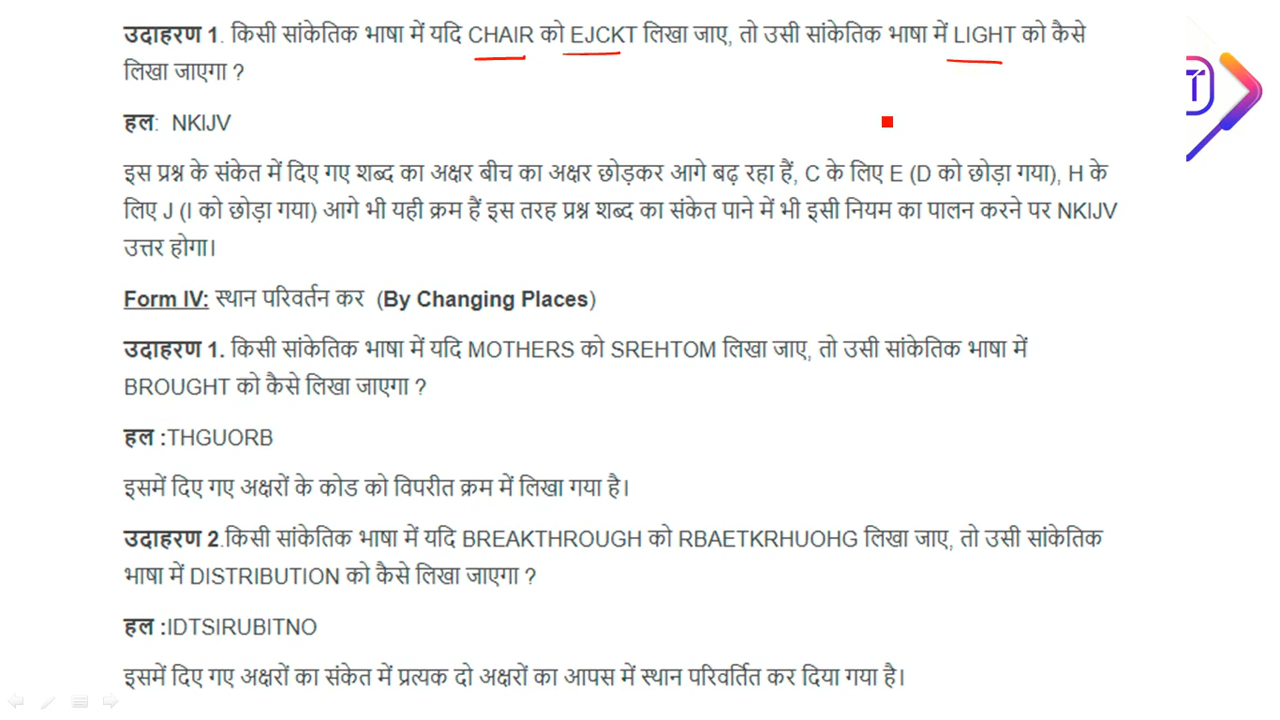 उदाहरण 1. किसी सांकेतिक भाषा में यदि CHAIR को EJCKT लिखा जाए, तो उसी सांकेतिक भाषा में LIGHT को कैसे
लिखा जाएगा ?
हल: NKIJV
इस प्रश्न के संकेत में दिए गए शब्द का अक्षर बीच का अक्षर छोड़कर आगे बढ़ रहा हैं, C के लिए E (D को छोड़ा गया), H के
लिए J (I को छोड़ा गया) आगे भी यही क्रम हैं इस तरह प्रश्न शब्द का संकेत पाने में भी इसी नियम का पालन करने पर NKIJV
उत्तर होगा।
Form IV: स्थान परिवर्तन कर (By Changing Places)
उदाहरण 1. किसी सांकेतिक भाषा में यदि MOTHERS को SREHTOM लिखा जाए, तो उसी सांकेतिक भाषा में
BROUGHT को कैसे लिखा जाएगा ?
हल :THGUORB
इसमें दिए गए अक्षरों के कोड को विपरीत क्रम में लिखा गया है।
उदाहरण 2.किसी सांकेतिक भाषा में यदि BREAKTHROUGH को RBAETKRHUOHG लिखा जाए, तो उसी सांकेतिक
भाषा में DISTRIBUTION को कैसे लिखा जाएगा ?
हल :IDTSIRUBITNO
इसमें दिए गए अक्षरों का संकेत में प्रत्यक दो अक्षरों का आपस में स्थान परिवर्तित कर दिया गया है।